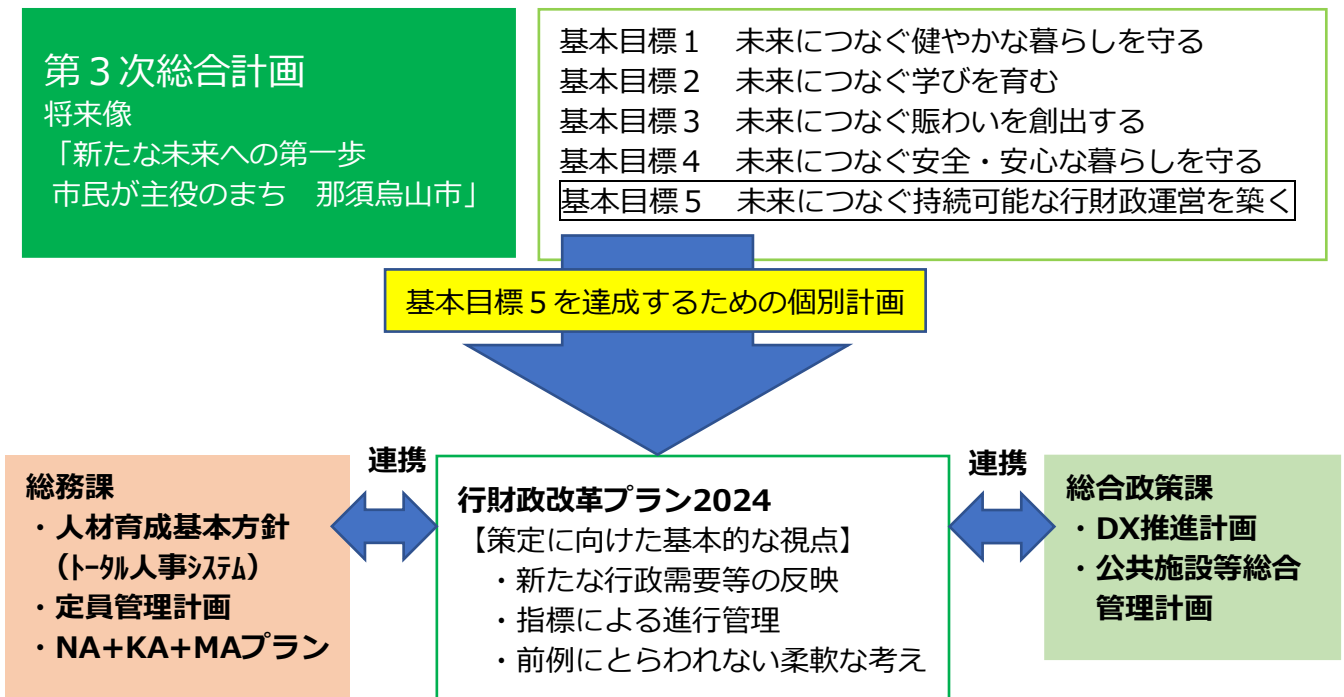 第３次総合計画
将来像
「新たな未来への第一歩
市民が主役のまち　那須烏山市」
基本目標１　未来につなぐ健やかな暮らしを守る
基本目標２　未来につなぐ学びを育む
基本目標３　未来につなぐ賑わいを創出する
基本目標４　未来につなぐ安全・安心な暮らしを守る
基本目標５　未来につなぐ持続可能な行財政運営を築く
基本目標５を達成するための個別計画
総務課
・人材育成基本方針
（ﾄｰﾀﾙ人事ｼｽﾃﾑ）
・定員管理計画
・NA+KA+MAプラン
連携
行財政改革プラン2024
【策定に向けた基本的な視点】
・新たな行政需要等の反映
・指標による進行管理
・前例にとらわれない柔軟な考え
連携
総合政策課
・DX推進計画
・公共施設等総合
管理計画